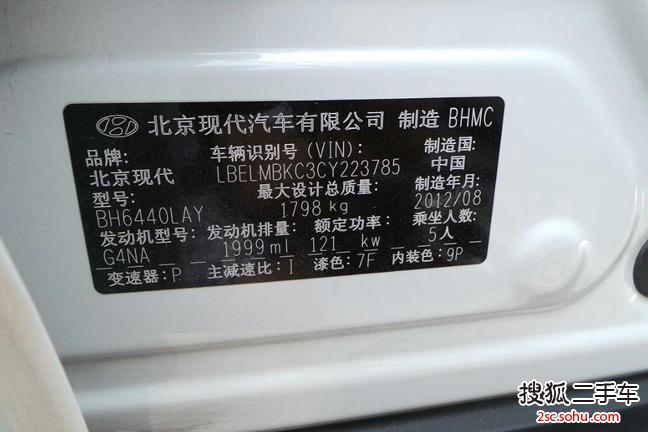 北京现代汽车有限公司 制造 BHMC
品牌: 车辆识别号(VIN): 制造国:
北京现代 LBELMBKC3CY223785 中国
型号: 最大设计总质量: 制造年月:
BH6440LAY 1798 kg 2012/08
发动机型号: 发动机排量: 额定功率: 乘坐人数:
G4NA 1999 ml 121 kw 5人
变速器: P 主减速比: I 漆色: 7F 内装色: 9P
搜狐二手车
2sc.sohu.com